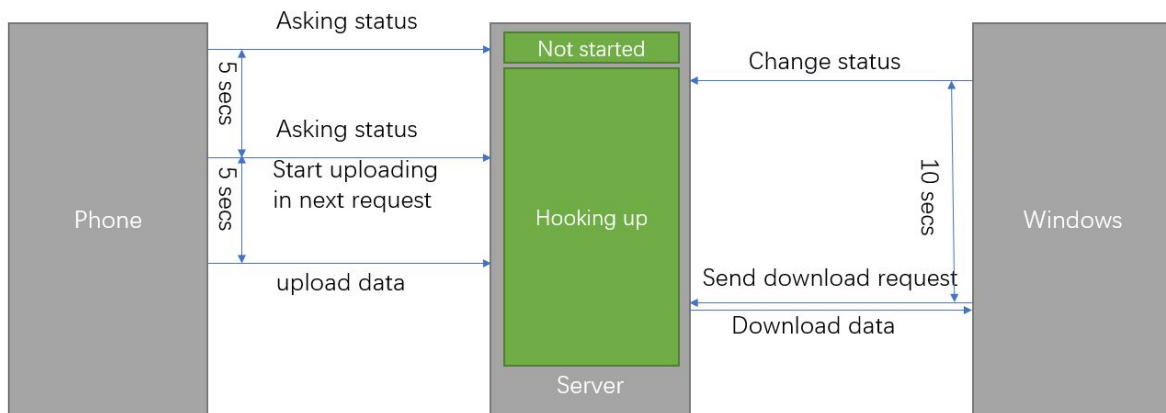 Asking status
Not started
Change status
5 secs
Asking status
Start uploading
in next request
5 secs
10 secs
Phone
Hooking up
Windows
Send download request
upload data
Download data
Server